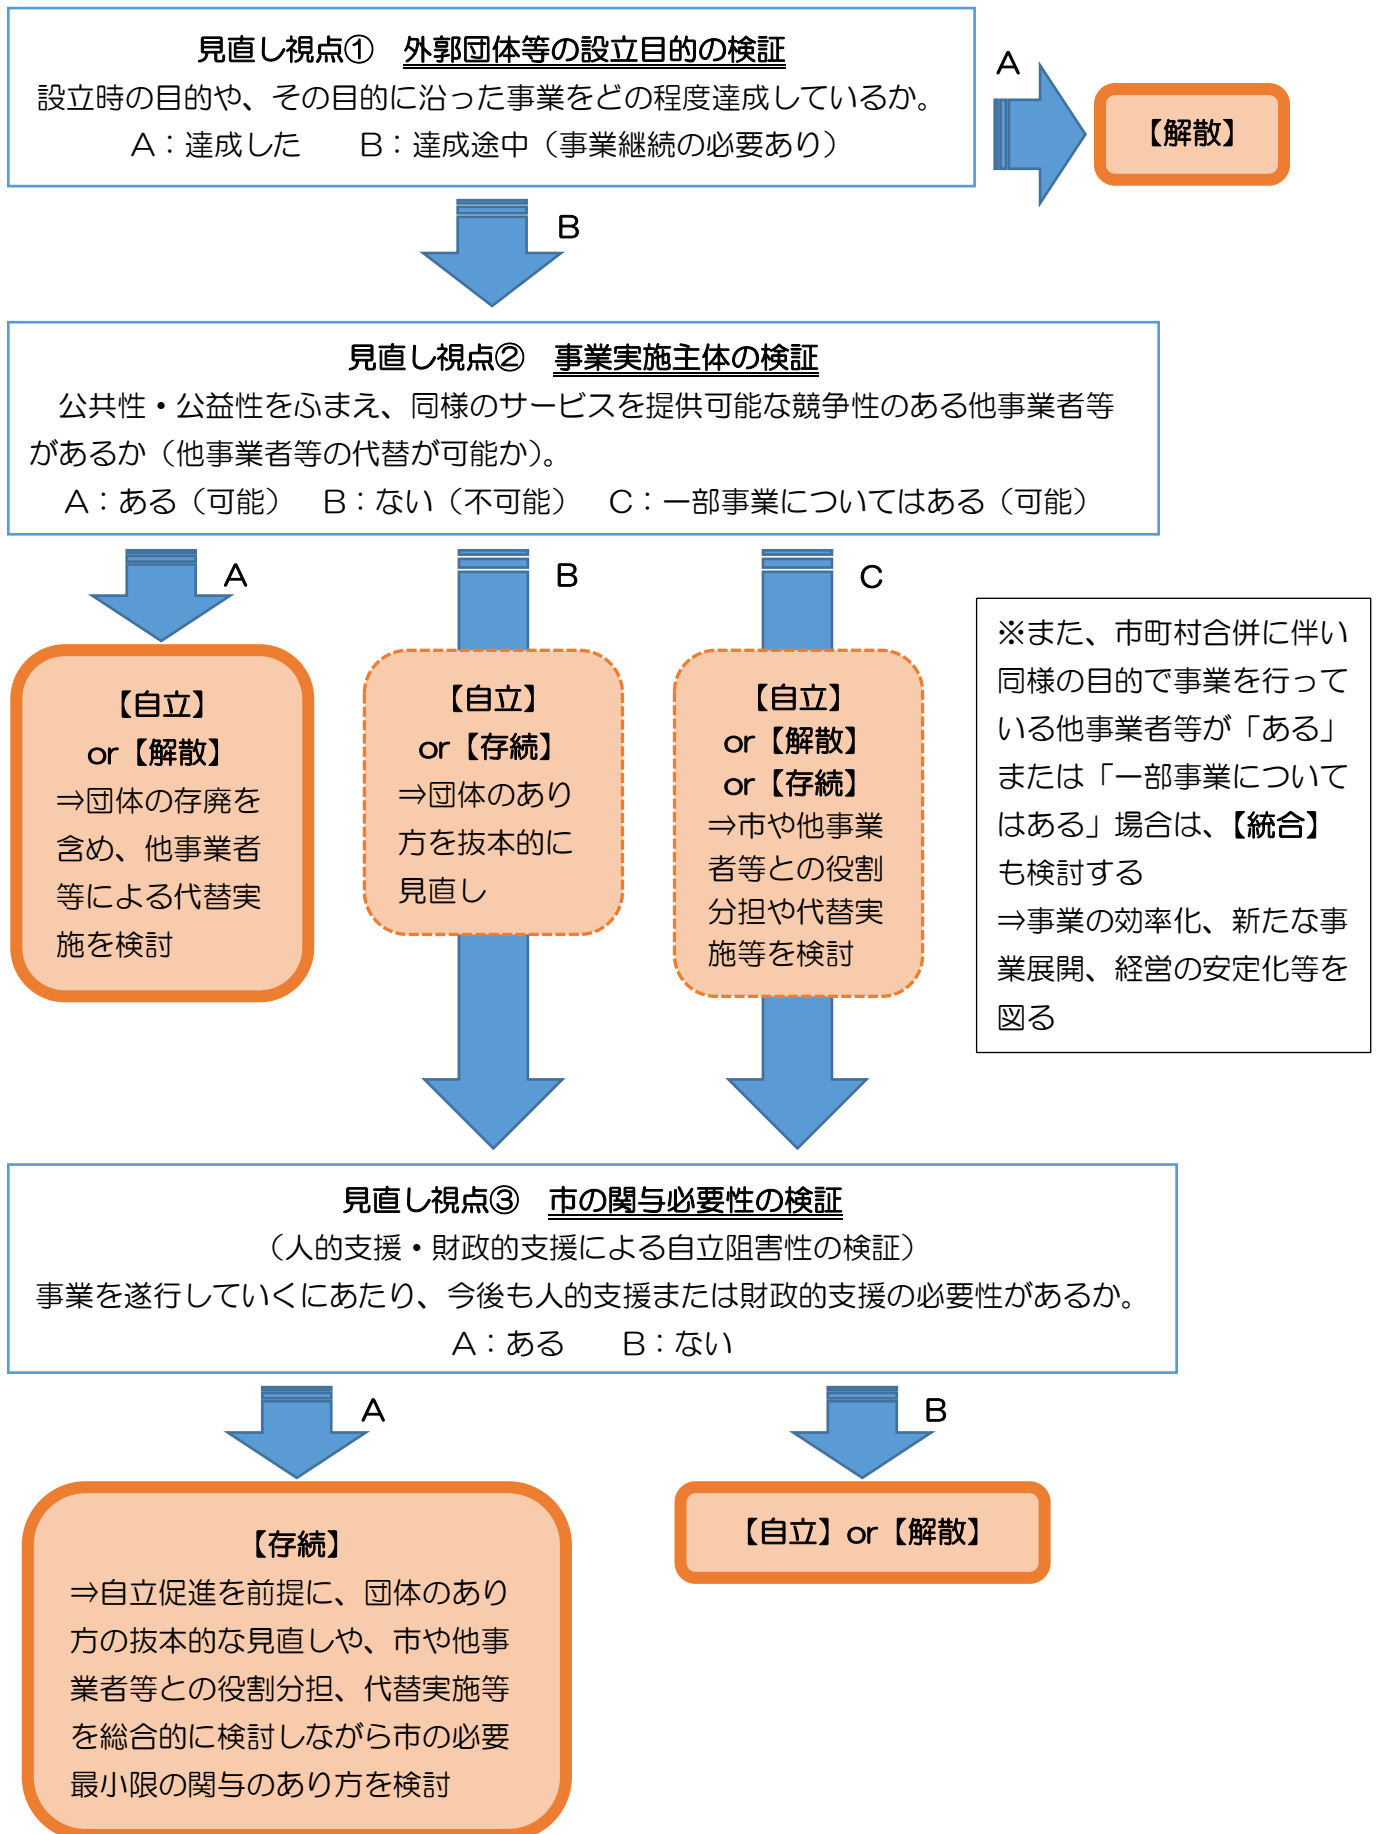 見直し視点① 外郭団体等の設立目的の検証
設立時の目的や、その目的に沿った事業をどの程度達成しているか。
A：達成した B：達成途中（事業継続の必要あり）
A
【解散】
B
見直し視点② 事業実施主体の検証
公共性・公益性をふまえ、同様のサービスを提供可能な競争性のある他事業者等
があるか（他事業者等の代替が可能か）。
A：ある（可能） B：ない（不可能） C：一部事業についてはある（可能）
A
B
C
【自立】
or【解散】
⇒団体の存廃を
含め、他事業者
等による代替実
施を検討
【自立】
or【存続】
⇒団体のあり
方を抜本的に
見直し
【自立】
or【解散】
or【存続】
⇒市や他事業
者等との役割
分担や代替実
施等を検討
※また、市町村合併に伴い
同様の目的で事業を行って
いる他事業者等が「ある」
または「一部事業について
はある」場合は、【統合】
も検討する
⇒事業の効率化、新たな事
業展開、経営の安定化等を
図る
見直し視点③ 市の関与必要性の検証
（人的支援・財政的支援による自立阻害性の検証）
事業を遂行していくにあたり、今後も人的支援または財政的支援の必要性があるか。
A：ある B：ない
A
B
【存続】
⇒自立促進を前提に、団体のあり
方の抜本的な見直しや、市や他事
業者等との役割分担、代替実施等
を総合的に検討しながら市の必要
最小限の関与のあり方を検討
【自立】or【解散】